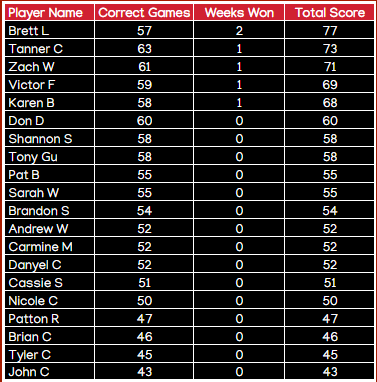 Player Name Correct Games Weeks Won Total Score
Brett L 57 2 77
Tanner C 63 1 73
Zach W 61 1 71
Victor F 59 1 69
Karen B 58 1 68
Don D 60 0 60
Shannon S 58 0 58
Tony Gu 58 0 58
Pat B 55 0 55
Sarah W 55 0 55
Brandon S 54 0 54
Andrew W 52 0 52
Carmine M 52 0 52
Danyel C 52 0 52
Cassie S 51 0 51
Nicole C 50 0 50
Patton R 47 0 47
Brian C 46 0 46
Tyler C 45 0 45
John C 43 0 43